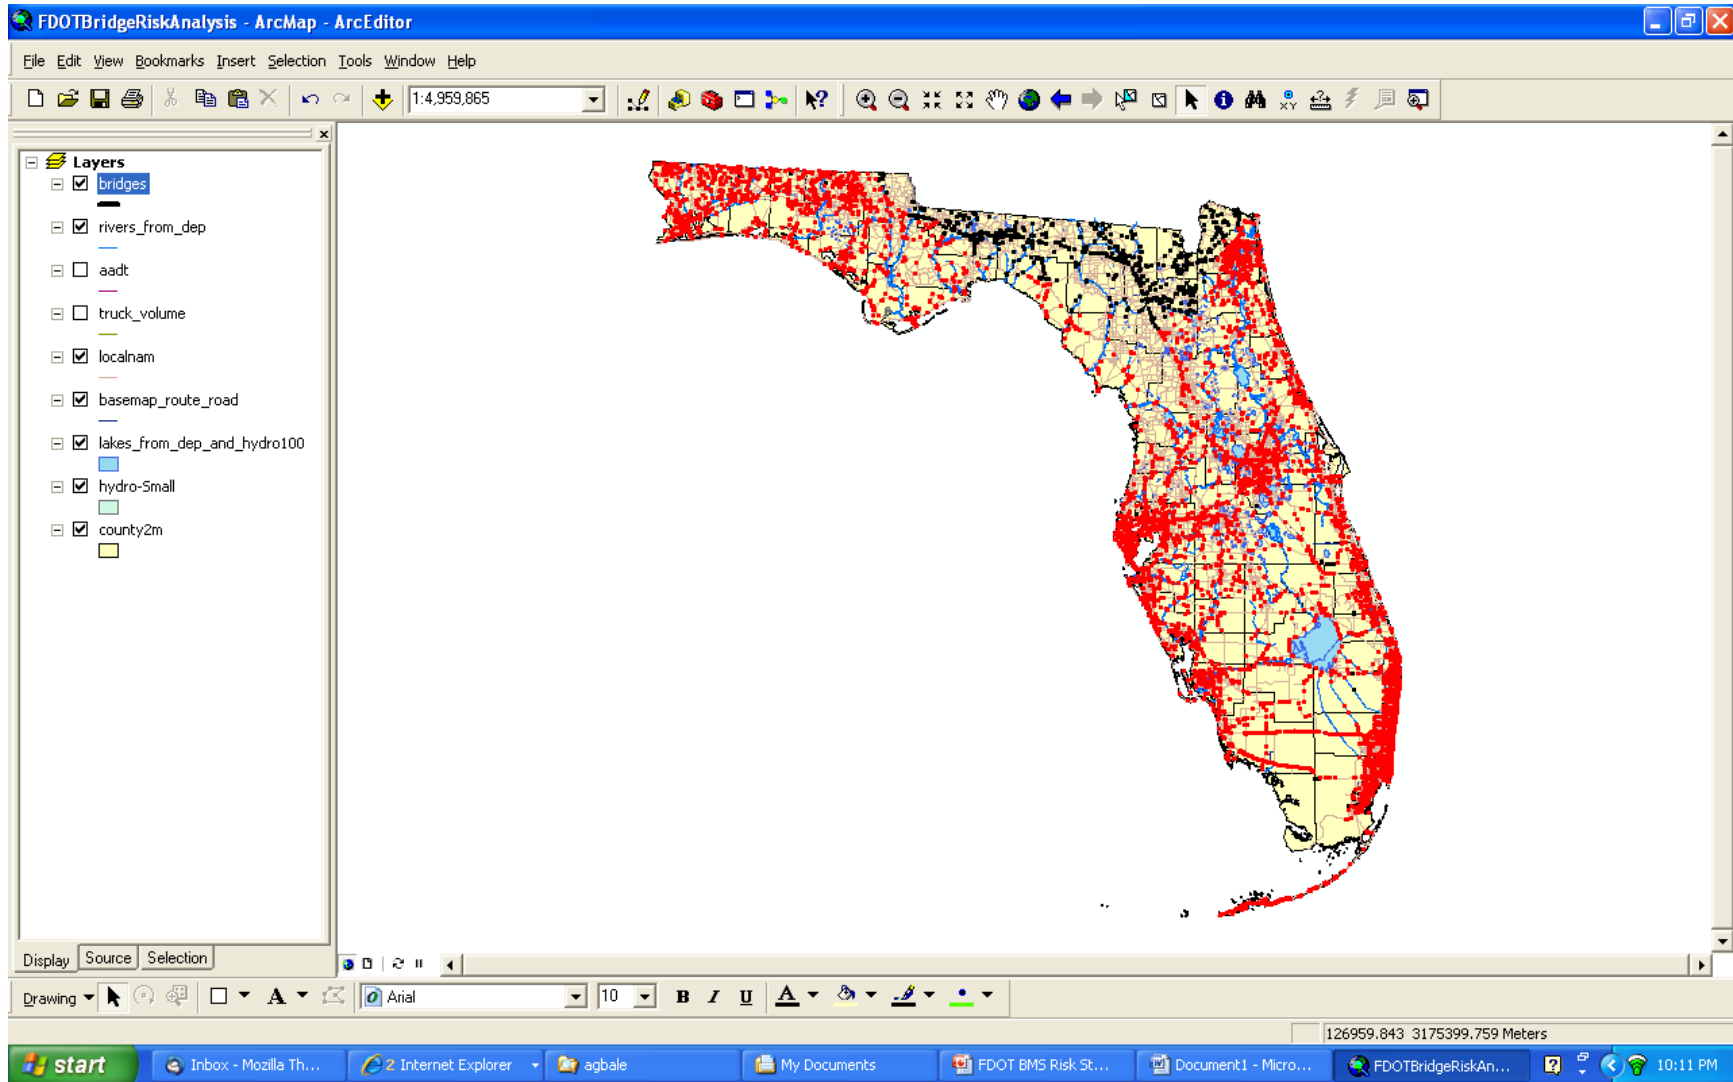 FDOTBridgeRiskAnalysis - ArcMap - ArcEditor
File Edit View Bookmarks Insert Selection Tools Window Help
1:4,959,865
Layers
bridges
rivers_from_dep
aadt
truck_volume
localnam
basemap_route_road
lakes_from_dep_and_hydro100
hydro-Small
county2m
Display Source Selection
Drawing A Arial 10 B I U A
126959.843 3175399.759 Meters
start Inbox - Mozilla Th... 2 Internet Explorer agbale My Documents FDOT BMS Risk St... Document1 - Micro... FDOTBridgeRiskAn... 10:11 PM